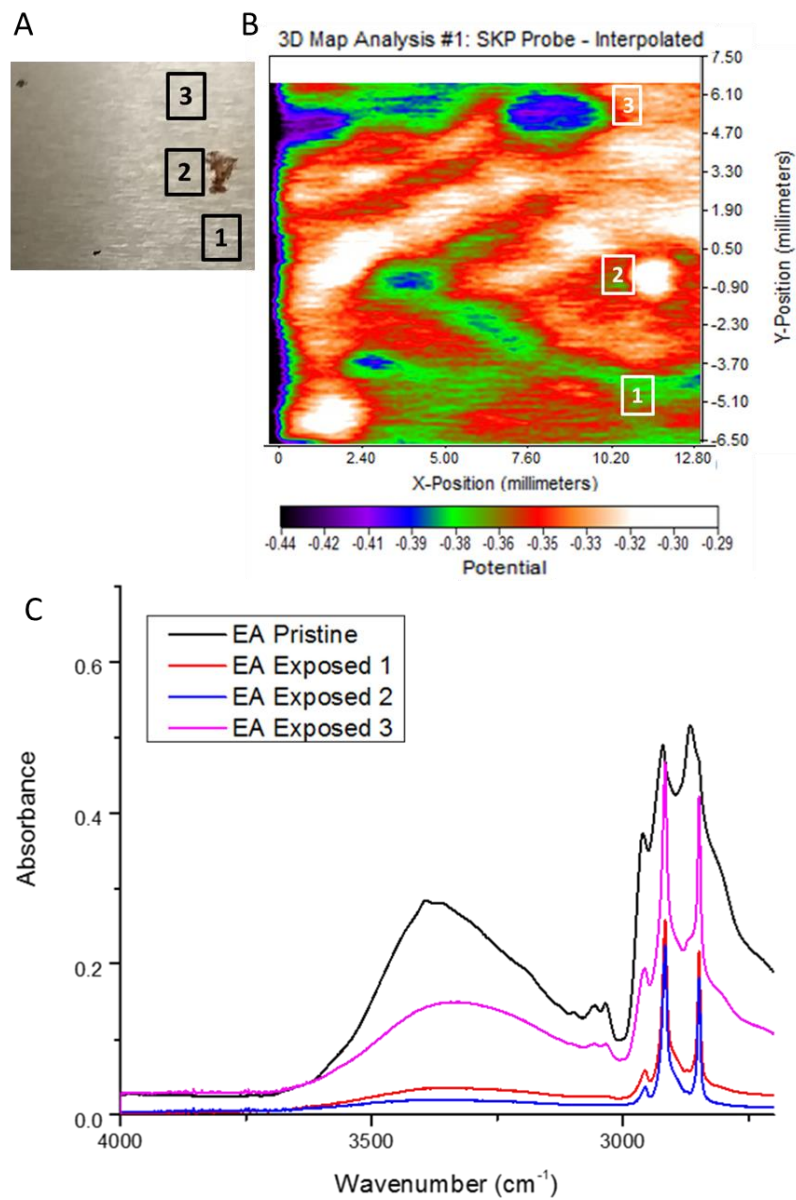 A
B
3D Map Analysis #1: SKP Probe - Interpolated
3
2
1
3
2
1
7.50
6.10
4.70
3.30
1.90
0.50
-0.90
-2.30
-3.70
-5.10
-6.50
Y-Position (millimeters)
0 2.40 5.00 7.60 10.20 12.80
X-Position (millimeters)
-0.44 -0.42 -0.41 -0.39 -0.38 -0.36 -0.35 -0.33 -0.32 -0.30 -0.29
Potential
C
EA Pristine
EA Exposed 1
EA Exposed 2
EA Exposed 3
0.6
0.4
0.2
0.0
Absorbance
4000 3500 3000
Wavenumber (cm⁻¹)